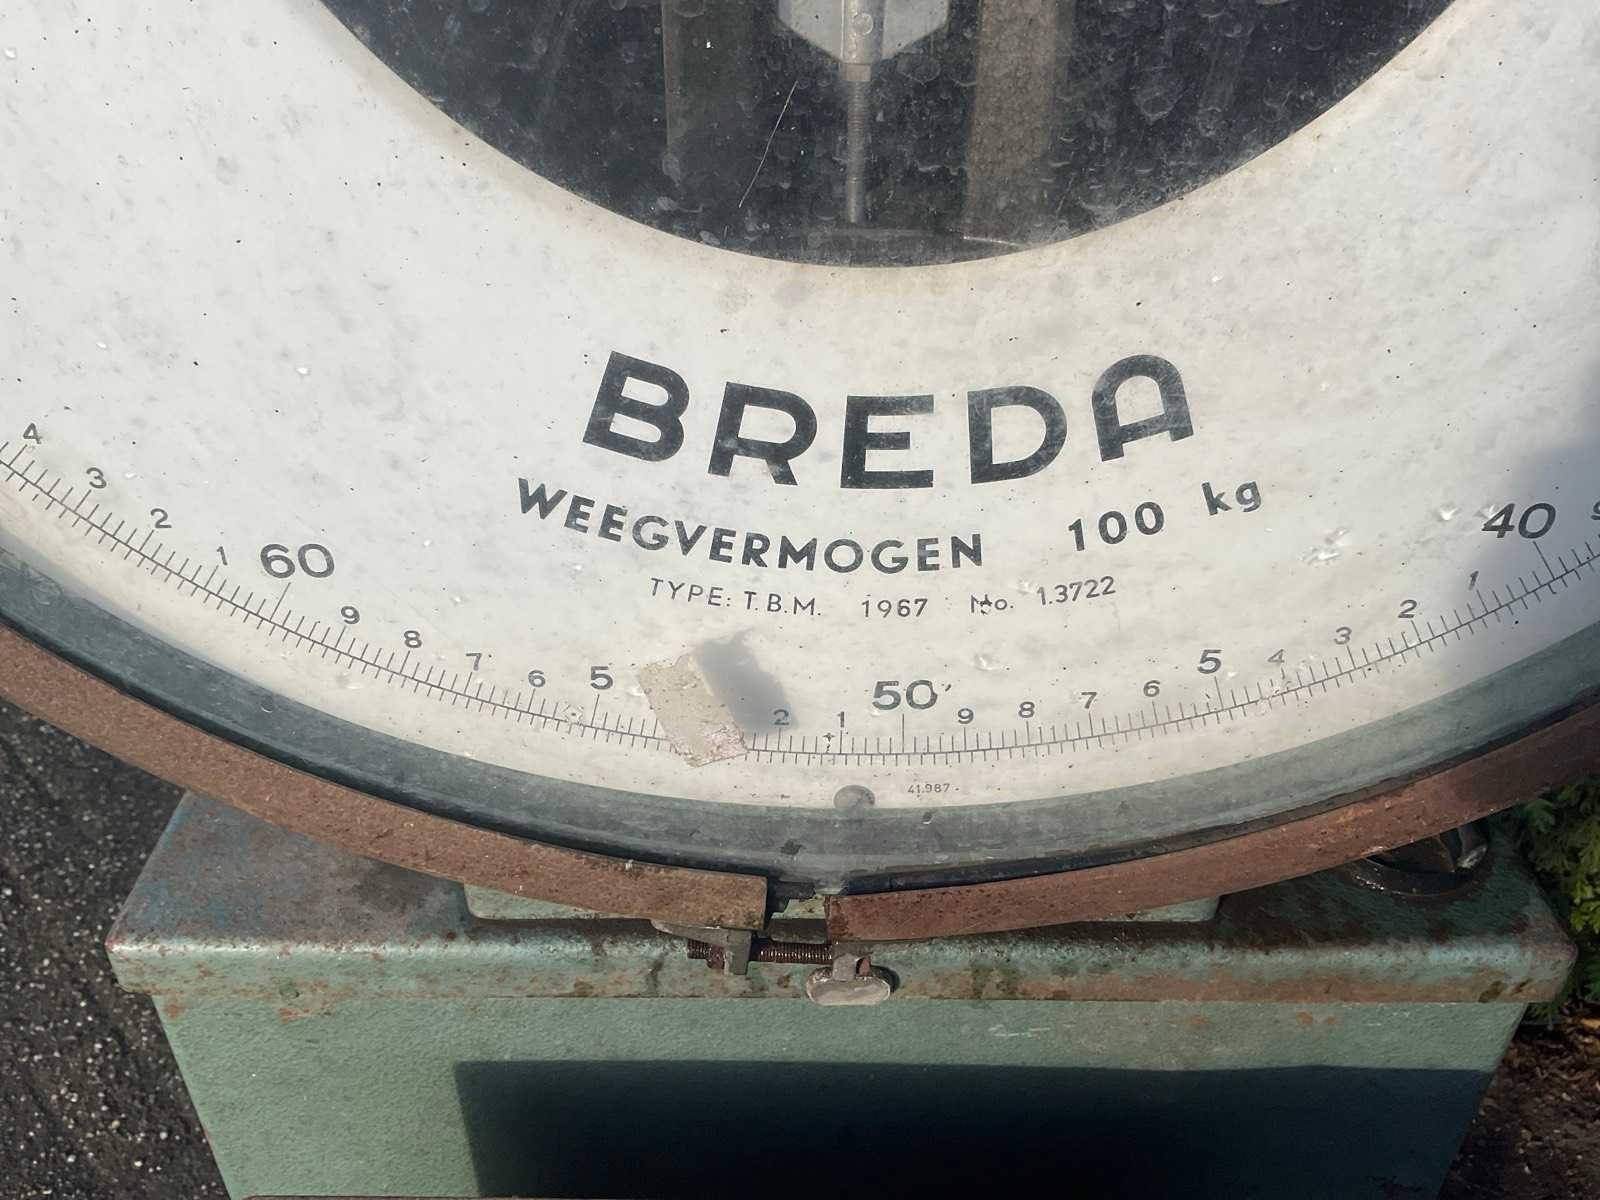 BREDA
WEEGVERMOGEN 100 kg
TYPE: T.B.M. 1967 No. 1.3722
4 3 2 1 60 9 8 7 6 5 2 1 50 9 8 7 6 5 4 3 2 1 40
41.987